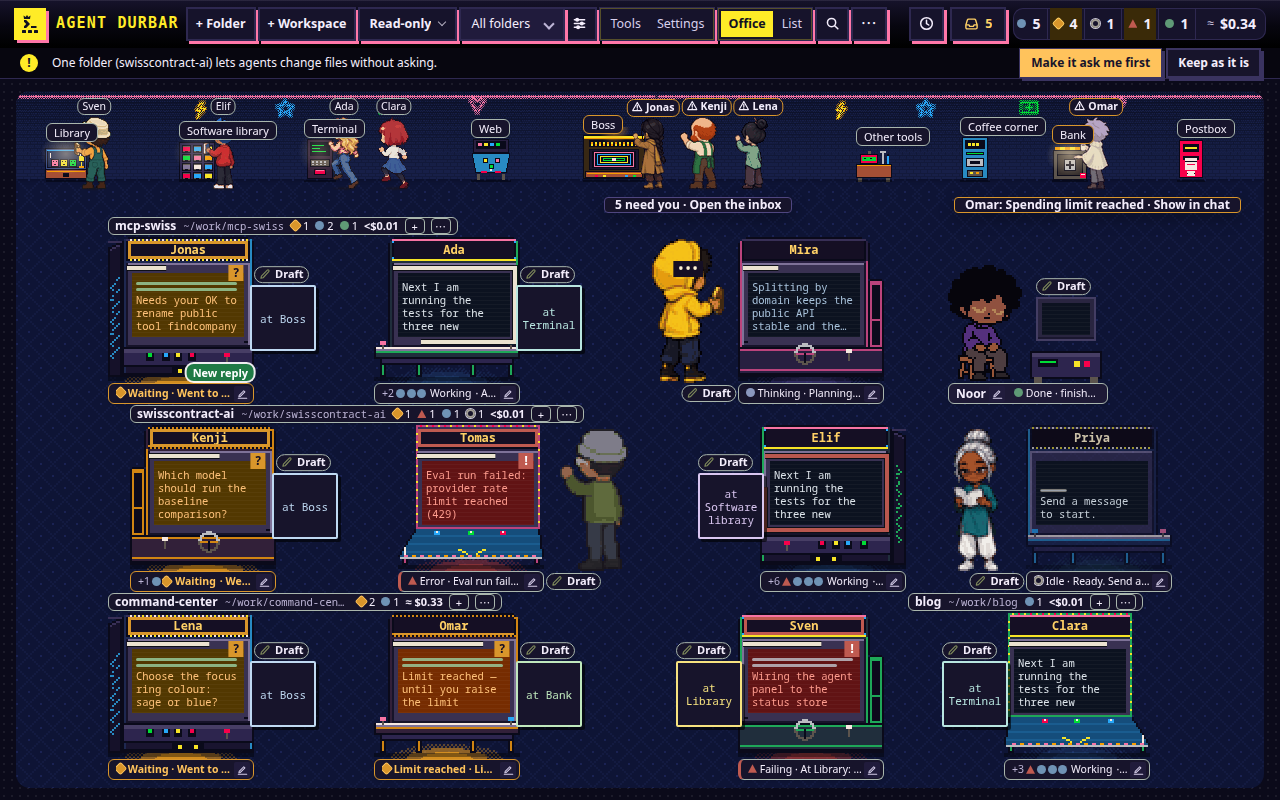 AGENT DURBAR
+ Folder
+ Workspace
Read-only
All folders
Tools
Settings
Office
List
5
5
4
1
1
1
≈ $0.34
! One folder (swisscontract-ai) lets agents change files without asking.
Make it ask me first
Keep as it is
Sven
Elif
Ada
Clara
Jonas
Kenji
Lena
Omar
Library
Software library
Terminal
Web
Boss
Other tools
Coffee corner
Bank
Postbox
5 need you · Open the inbox
Omar: Spending limit reached · Show in chat
mcp-swiss ~/work/mcp-swiss 1 2 1 <$0.01 + ...
Jonas
?
Needs your OK to
rename public
tool findcompany
Draft
at Boss
New reply
Waiting · Went to ...
Ada
Next I am
running the
tests for the
three new
Draft
at
Terminal
+2 Working · A...
Mira
Splitting by
domain keeps the
public API
stable and the…
Draft
Thinking · Planning...
Draft
Noor
Done · finish...
swisscontract-ai ~/work/swisscontract-ai 1 1 1 1 <$0.01 + ...
Kenji
?
Which model
should run the
baseline
comparison?
Draft
at Boss
+1 Waiting · We...
Tomas
!
Eval run failed:
provider rate
limit reached
(429)
Error · Eval run fail...
Draft
Elif
Next I am
running the
tests for the
three new
Draft
at
Software
library
+6 Working ·...
Priya
Send a message
to start.
Draft
Idle · Ready. Send a...
command-center ~/work/command-cen… 2 1 ≈ $0.33 + ...
blog ~/work/blog 1 <$0.01 + ...
Lena
?
Choose the focus
ring colour:
sage or blue?
Draft
at Boss
Waiting · Went to ...
Omar
?
Limit reached —
until you raise
the limit
Draft
at Bank
Limit reached · Li...
Sven
!
Wiring the agent
panel to the
status store
Draft
at
Library
Failing · At Library: ...
Clara
Next I am
running the
tests for the
three new
Draft
at
Terminal
+3 Working ·...